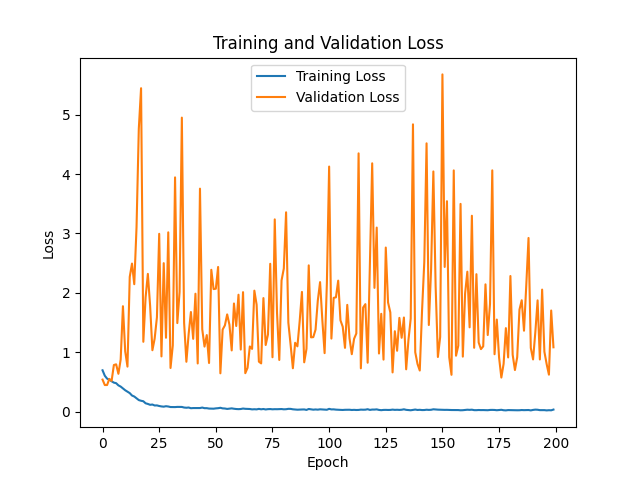 Training and Validation Loss
Training Loss
Validation Loss
Loss
5
4
3
2
1
0
0 25 50 75 100 125 150 175 200
Epoch